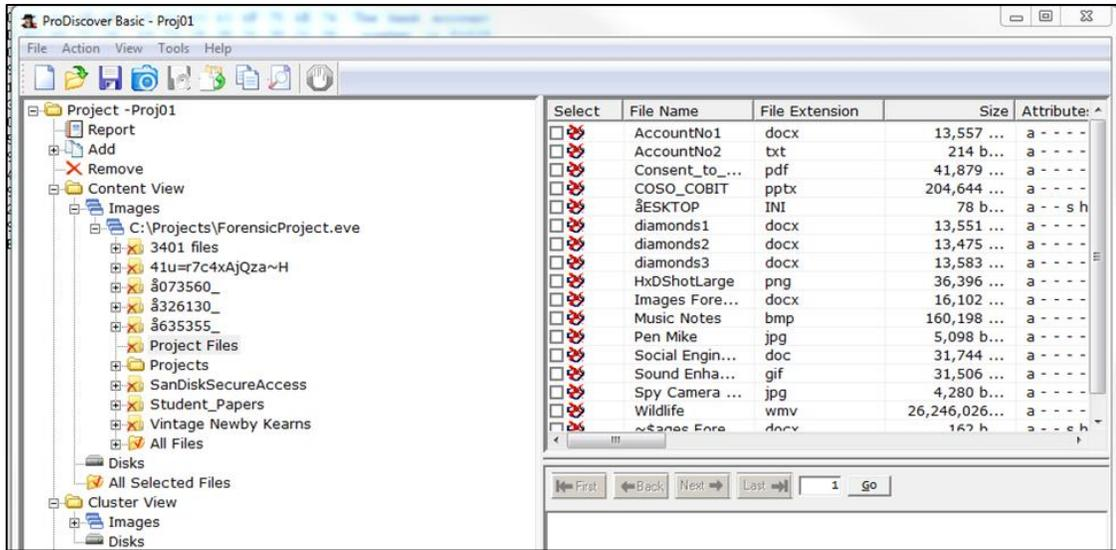 ProDiscover Basic - Proj01
File Action View Tools Help
Project -Proj01
Report
Add
Remove
Content View
Images
C:\Projects\ForensicProject.eve
3401 files
41u=r7c4xAjQza~H
å073560_
å326130_
å635355_
Project Files
Projects
SanDiskSecureAccess
Student_Papers
Vintage Newby Kearns
All Files
Disks
All Selected Files
Cluster View
Images
Disks
Select File Name File Extension Size Attribute:
AccountNo1 docx 13,557 ... a - - - -
AccountNo2 txt 214 b... a - - - -
Consent_to_... pdf 41,879 ... a - - - -
COSO_COBIT pptx 204,644 ... a - - - -
åESKTOP INI 78 b... a - - s h
diamonds1 docx 13,551 ... a - - - -
diamonds2 docx 13,475 ... a - - - -
diamonds3 docx 13,583 ... a - - - -
HxDShotLarge png 36,396 ... a - - - -
Images Fore... docx 16,102 ... a - - - -
Music Notes bmp 160,198 ... a - - - -
Pen Mike jpg 5,098 b... a - - - -
Social Engin... doc 31,744 ... a - - - -
Sound Enha... gif 31,506 ... a - - - -
Spy Camera ... jpg 4,280 b... a - - - -
Wildlife wmv 26,246,026... a - - - -
~$ages Fore... docx 162 b... a - - s h
First Back Next Last 1 Go